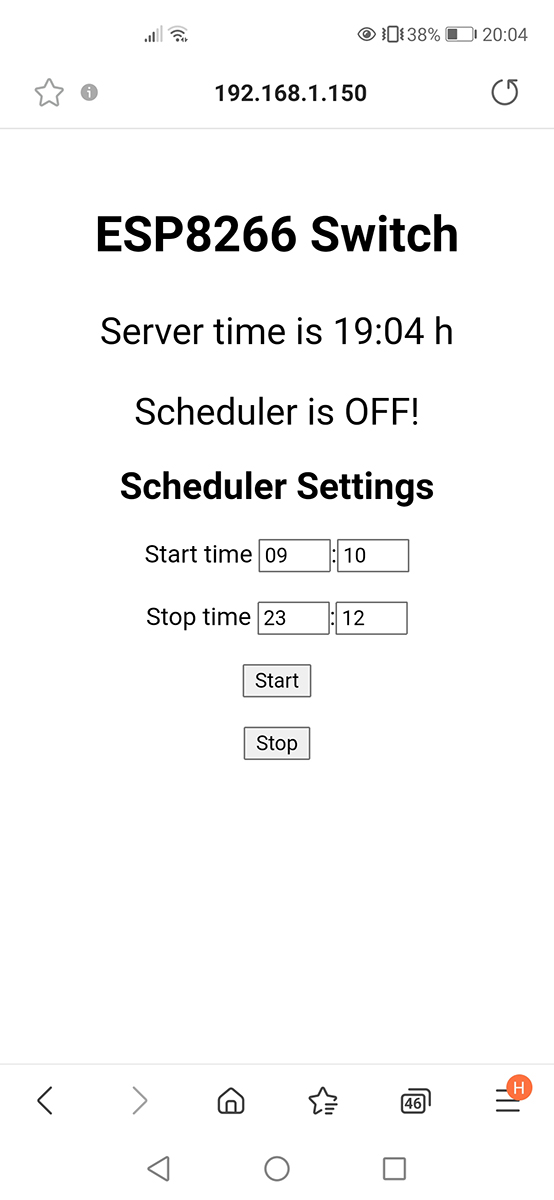 38% 20:04
192.168.1.150
ESP8266 Switch
Server time is 19:04 h
Scheduler is OFF!
Scheduler Settings
Start time 09:10
Stop time 23:12
Start
Stop
46 H